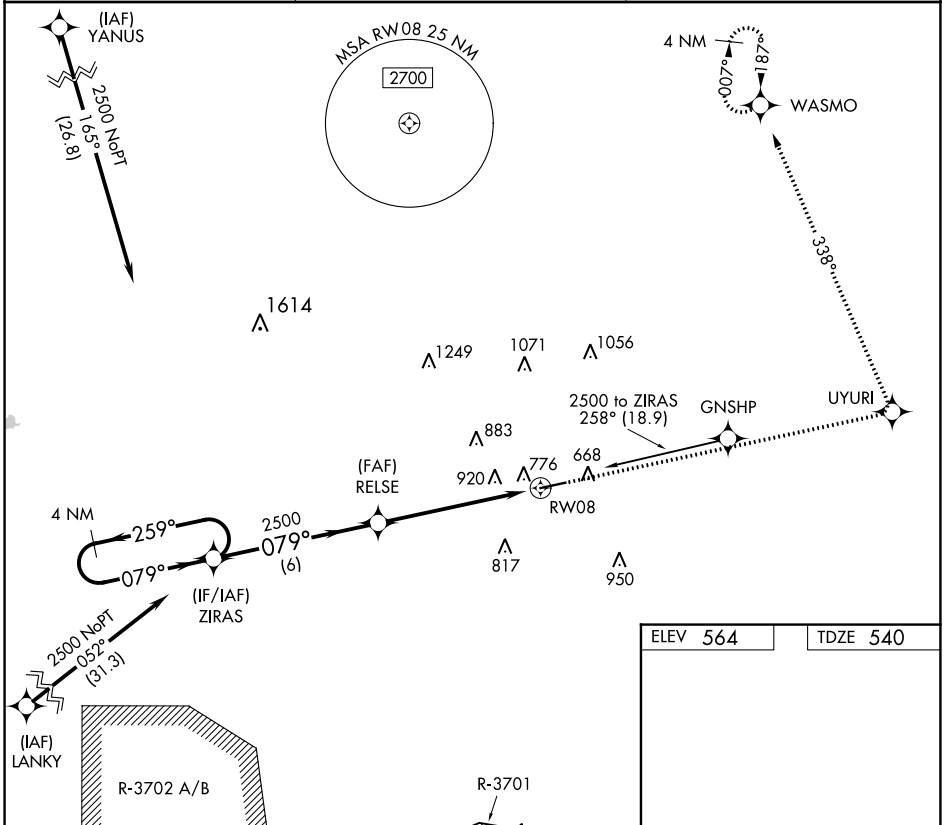 (IAF)
YANUS
2500 NoPT
165°
(26.8)
MSA RW08 25 NM
2700
4 NM
007°
187°
WASMO
338°
1614
1249
1071
1056
2500 to ZIRAS
258° (18.9)
GNSHP
UYURI
883
920
776
668
(FAF)
RELSE
RW08
4 NM
259°
2500
079°
(6)
079°
(IF/IAF)
ZIRAS
817
950
2500 NoPT
052°
(31.3)
(IAF)
LANKY
ELEV 564
TDZE 540
R-3702 A/B
R-3701